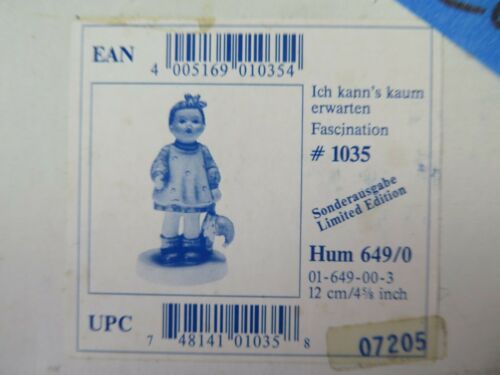 EAN
4 005169 010354
Ich kann's kaum
erwarten
Fascination
# 1035
Sonderausgabe
Limited Edition
Hum 649/0
01-649-00-3
12 cm/4⅝ inch
UPC
7 48141 01035 8
07205